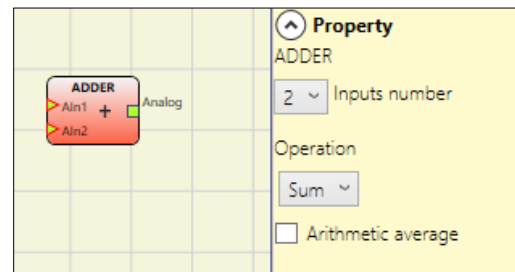 ADDER
AIn1
+
Analog
AIn2
Property
ADDER
2 Inputs number
Operation
Sum
Arithmetic average